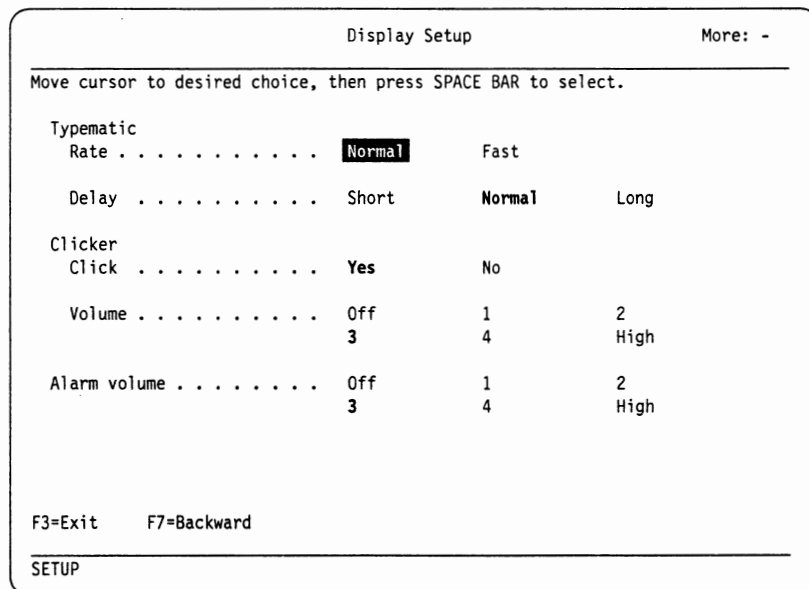 Display Setup More: -
Move cursor to desired choice, then press SPACE BAR to select.
Typematic
Rate . . . . . . . . . . . Normal Fast
Delay . . . . . . . . . . Short Normal Long
Clicker
Click . . . . . . . . . . Yes No
Volume . . . . . . . . . . Off 1 2
3 4 High
Alarm volume . . . . . . . . Off 1 2
3 4 High
F3=Exit F7=Backward
SETUP